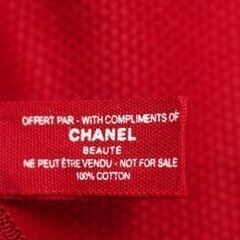 OFFERT PAR - WITH COMPLIMENTS OF
CHANEL
BEAUTÉ
NE PEUT ÊTRE VENDU - NOT FOR SALE
100% COTTON